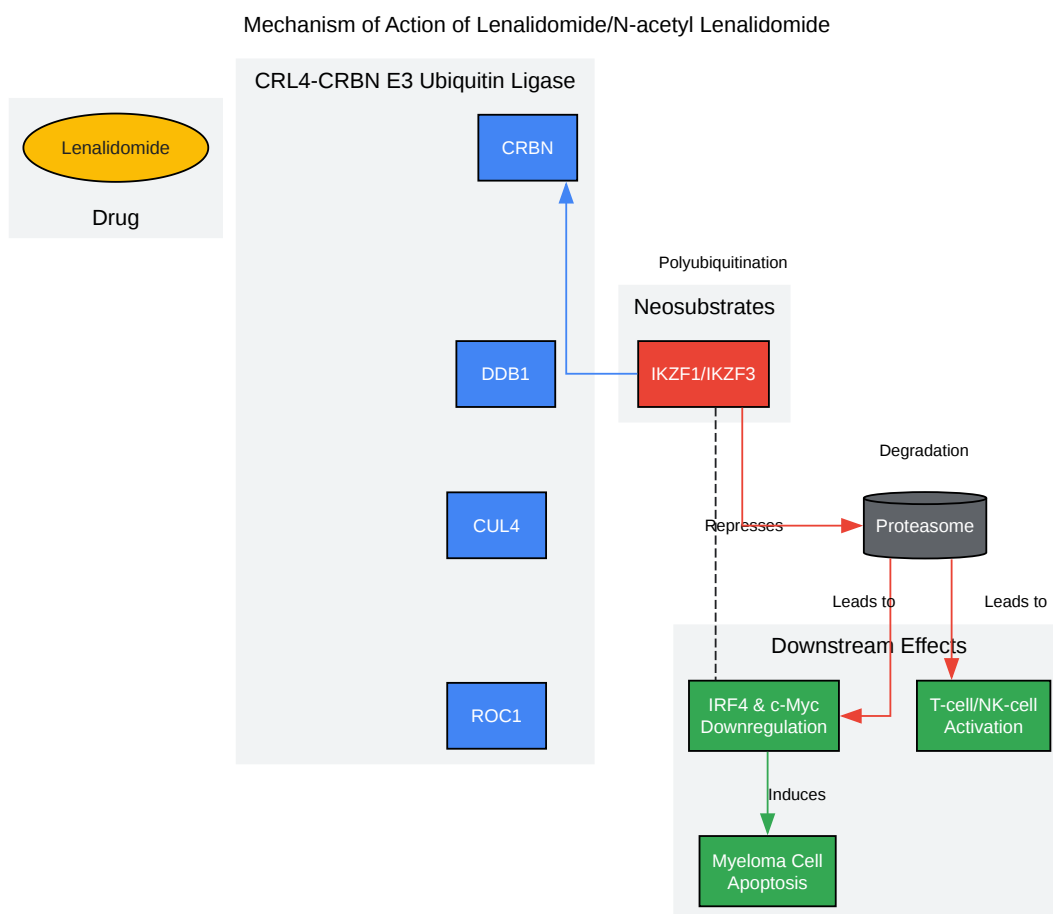 Mechanism of Action of Lenalidomide/N-acetyl Lenalidomide
CRL4-CRBN E3 Ubiquitin Ligase
Lenalidomide
Drug
CRBN
Polyubiquitination
Neosubstrates
DDB1
IKZF1/IKZF3
Degradation
CUL4
Represses
Proteasome
Leads to
Leads to
Downstream Effects
ROC1
IRF4 & c-Myc
Downregulation
T-cell/NK-cell
Activation
Induces
Myeloma Cell
Apoptosis